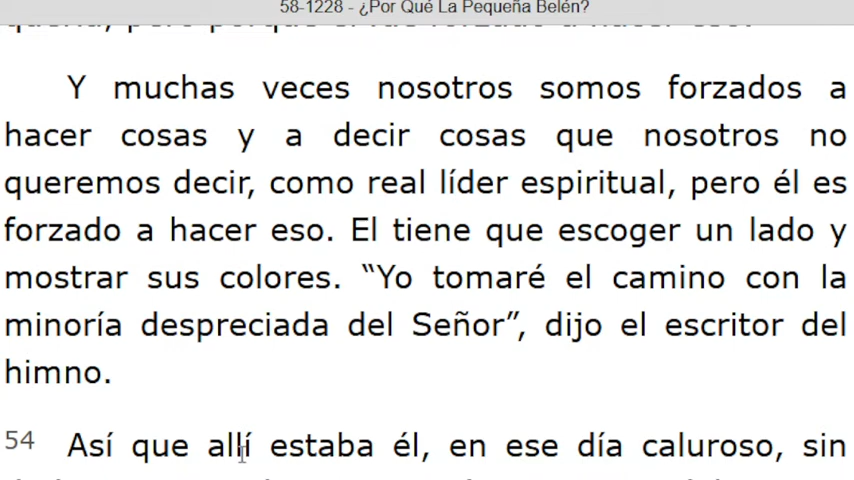 58-1228 - ¿Por Qué La Pequeña Belén?
Y muchas veces nosotros somos forzados a
hacer cosas y a decir cosas que nosotros no
queremos decir, como real líder espiritual, pero él es
forzado a hacer eso. El tiene que escoger un lado y
mostrar sus colores. “Yo tomaré el camino con la
minoría despreciada del Señor”, dijo el escritor del
himno.
54 Así que allí estaba él, en ese día caluroso, sin